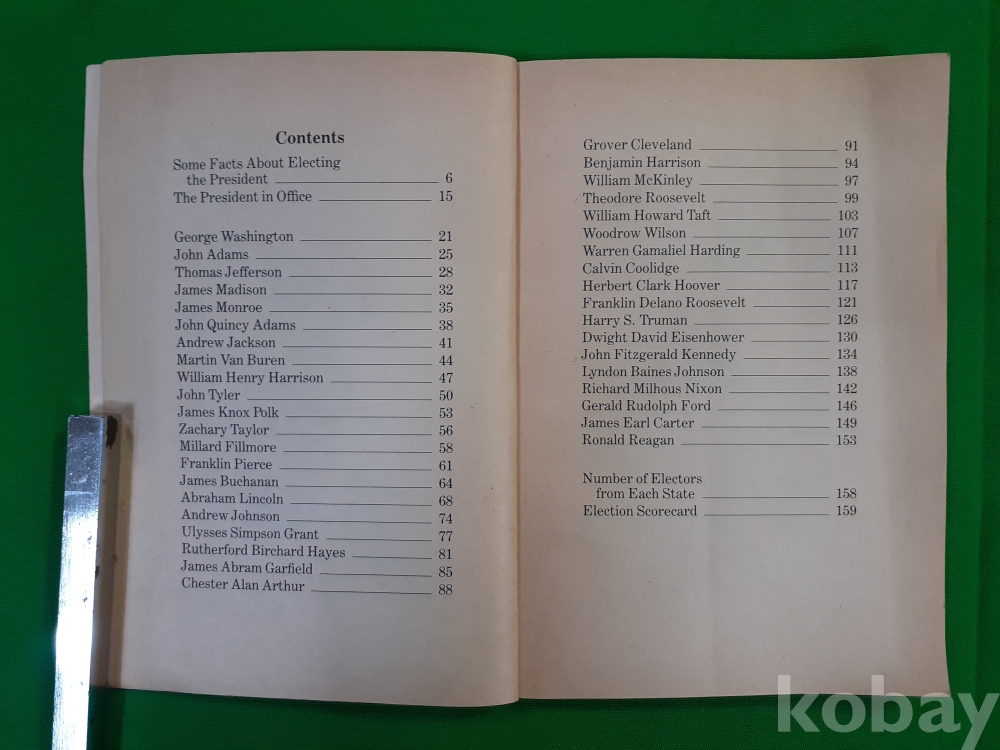 Contents
Some Facts About Electing
the President 6
The President in Office 15
George Washington 21
John Adams 25
Thomas Jefferson 28
James Madison 32
James Monroe 35
John Quincy Adams 38
Andrew Jackson 41
Martin Van Buren 44
William Henry Harrison 47
John Tyler 50
James Knox Polk 53
Zachary Taylor 56
Millard Fillmore 58
Franklin Pierce 61
James Buchanan 64
Abraham Lincoln 68
Andrew Johnson 74
Ulysses Simpson Grant 77
Rutherford Birchard Hayes 81
James Abram Garfield 85
Chester Alan Arthur 88
Grover Cleveland 91
Benjamin Harrison 94
William McKinley 97
Theodore Roosevelt 99
William Howard Taft 103
Woodrow Wilson 107
Warren Gamaliel Harding 111
Calvin Coolidge 113
Herbert Clark Hoover 117
Franklin Delano Roosevelt 121
Harry S. Truman 126
Dwight David Eisenhower 130
John Fitzgerald Kennedy 134
Lyndon Baines Johnson 138
Richard Milhous Nixon 142
Gerald Rudolph Ford 146
James Earl Carter 149
Ronald Reagan 153
Number of Electors
from Each State 158
Election Scorecard 159
kobay